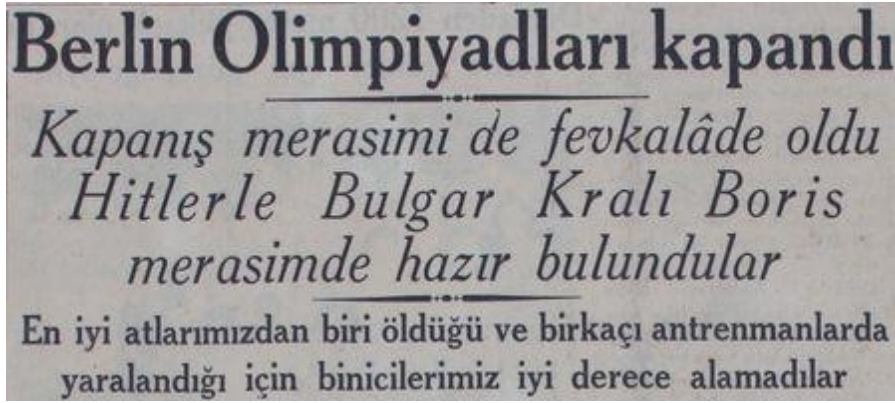 Berlin Olimpiyadları kapandı
Kapanış merasimi de fevkalâde oldu
Hitlerle Bulgar Kralı Boris
merasimde hazır bulundular
En iyi atlarımızdan biri öldüğü ve birkaçı antrenmanlarda
yaralandığı için binicilerimiz iyi derece alamadılar